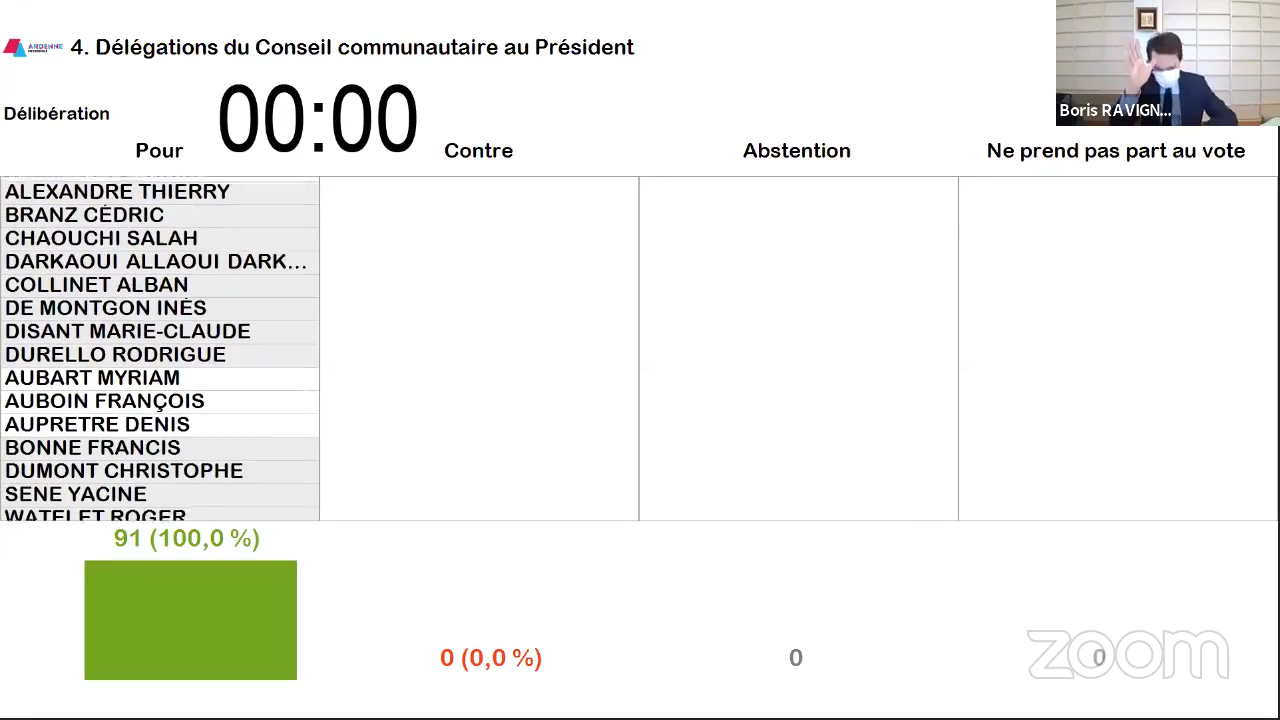 ARDENNE
4. Délégations du Conseil communautaire au Président
Boris RAVIGN...
Délibération
00:00
Pour
Contre
Abstention
Ne prend pas part au vote
ALEXANDRE THIERRY
BRANZ CÉDRIC
CHAOUCHI SALAH
DARKAOUI ALLAOUI DARK...
COLLINET ALBAN
DE MONTGON INÈS
DISANT MARIE-CLAUDE
DURELLO RODRIGUE
AUBART MYRIAM
AUBOIN FRANÇOIS
AUPRETRE DENIS
BONNE FRANCIS
DUMONT CHRISTOPHE
SENE YACINE
WATELET ROGER
91 (100,0 %)
0 (0,0 %)
0
0
zoom